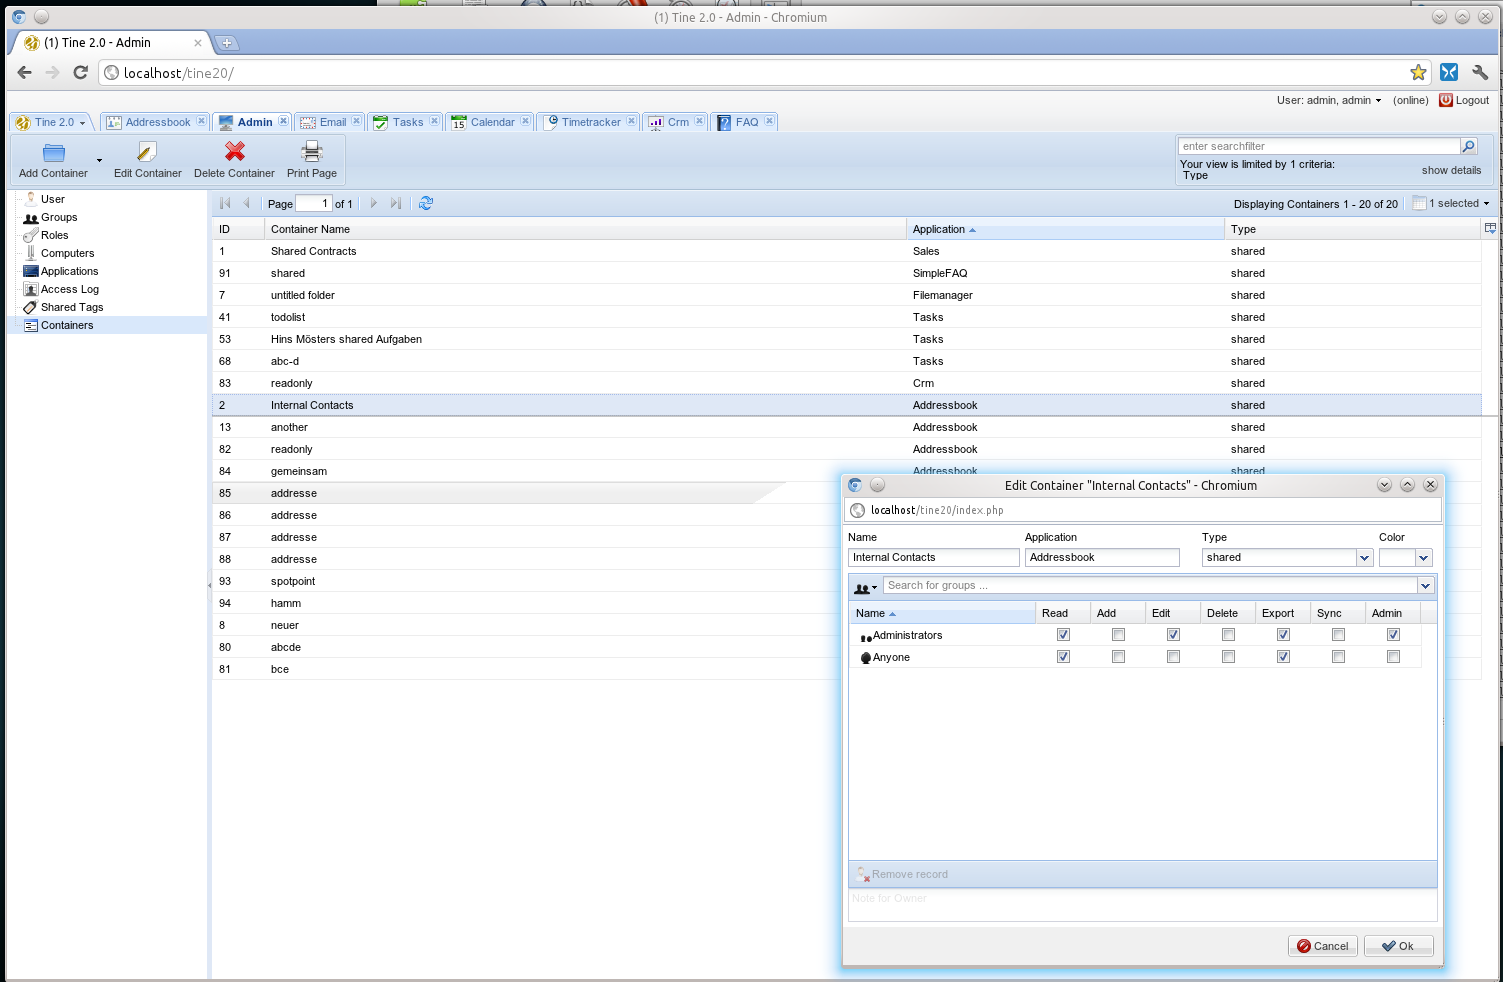 (1) Tine 2.0 - Admin - Chromium
(1) Tine 2.0 - Admin
localhost/tine20/
User: admin, admin (online) Logout
Tine 2.0 Addressbook Admin Email Tasks Calendar Timetracker Crm FAQ
Add Container Edit Container Delete Container Print Page
enter searchfilter
Your view is limited by 1 criteria:
Type
show details
User
Groups
Roles
Computers
Applications
Access Log
Shared Tags
Containers
Page 1 of 1 Displaying Containers 1 - 20 of 20 1 selected
ID Container Name Application Type
1 Shared Contracts Sales shared
91 shared SimpleFAQ shared
7 untitled folder Filemanager shared
41 todolist Tasks shared
53 Hins Mösters shared Aufgaben Tasks shared
68 abc-d Tasks shared
83 readonly Crm shared
2 Internal Contacts Addressbook shared
13 another Addressbook shared
82 readonly Addressbook shared
84 gemeinsam Addressbook shared
85 addresse
86 addresse
87 addresse
88 addresse
93 spotpoint
94 hamm
8 neuer
80 abcde
81 bce
Edit Container "Internal Contacts" - Chromium
localhost/tine20/index.php
Name Application Type Color
Internal Contacts Addressbook shared
Search for groups ...
Name Read Add Edit Delete Export Sync Admin
Administrators
Anyone
Remove record
Note for Owner
Cancel Ok